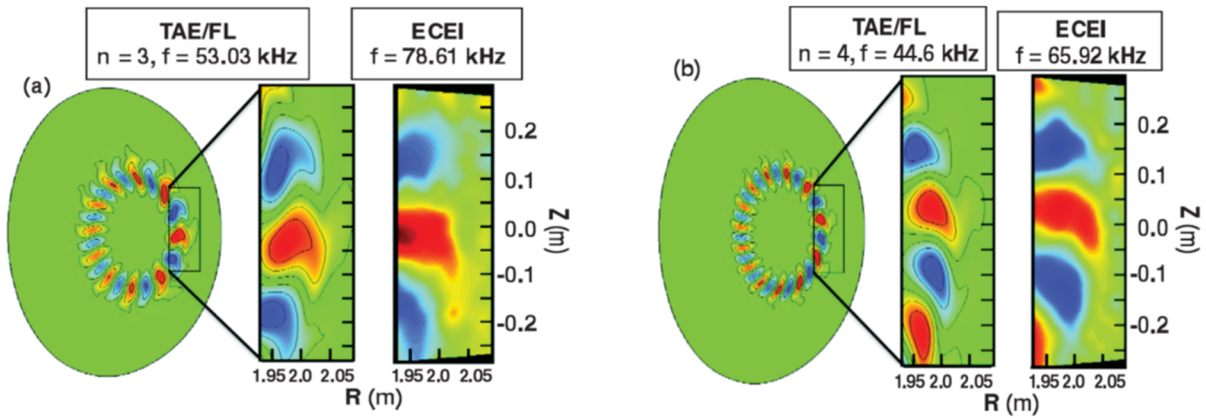 (a)
TAE/FL
n = 3, f = 53.03 kHz
ECEI
f = 78.61 kHz
0.2
0.1
0.0
-0.1
-0.2
Z (m)
1.95 2.0 2.05
1.95 2.0 2.05
R (m)
(b)
TAE/FL
n = 4, f = 44.6 kHz
ECEI
f = 65.92 kHz
0.2
0.1
0.0
-0.1
-0.2
Z (m)
1.95 2.0 2.05
1.95 2.0 2.05
R (m)